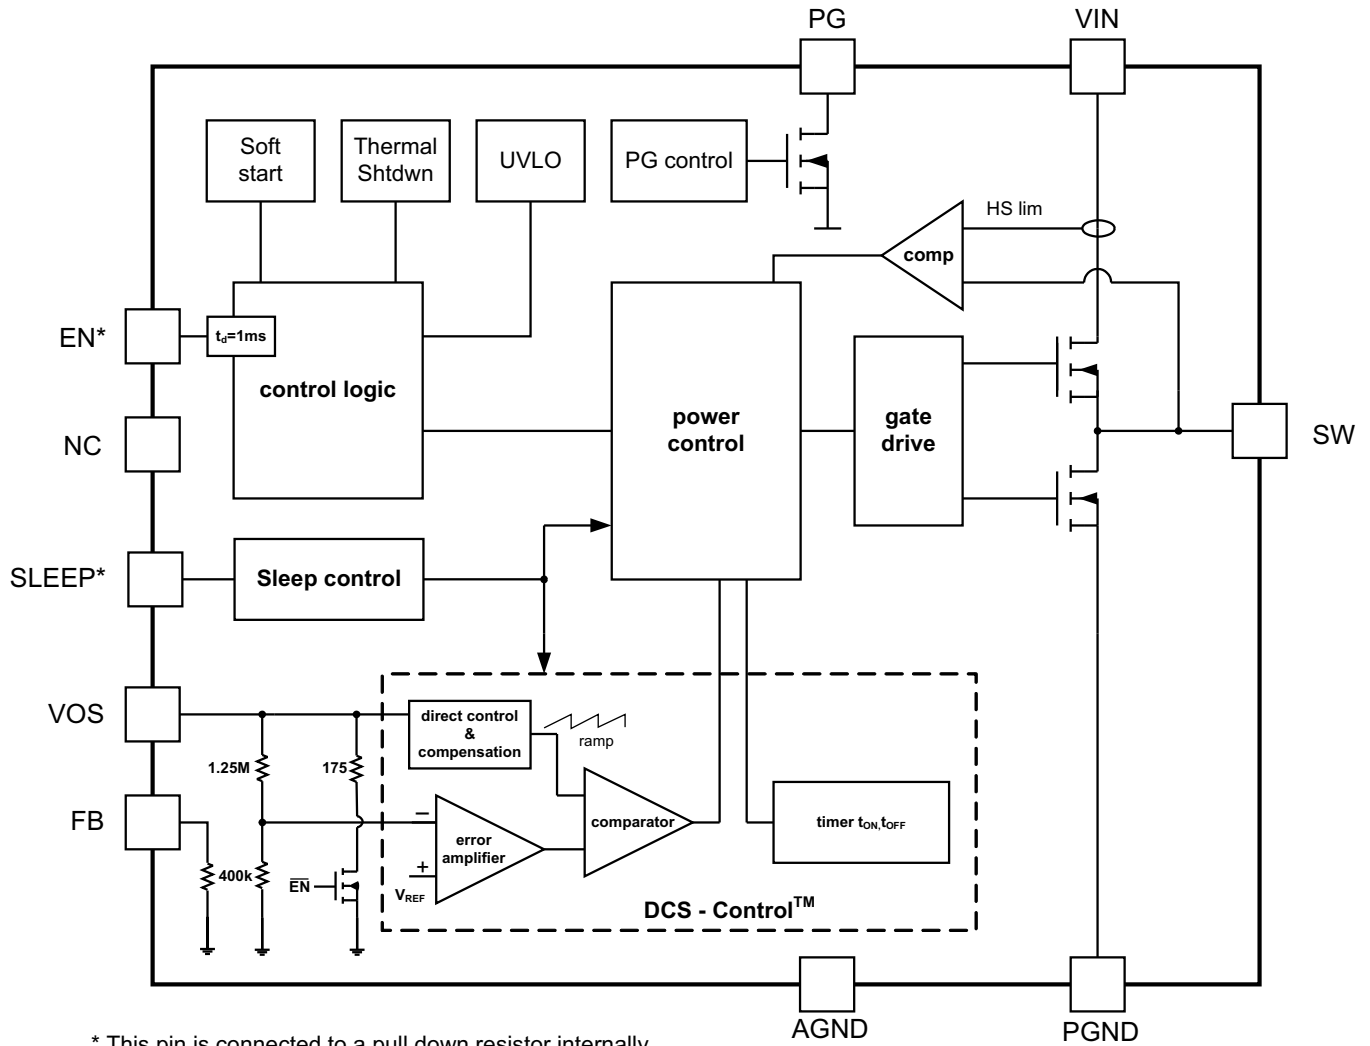 PG
VIN
Soft
start
Thermal
Shtdwn
UVLO
PG control
HS lim
comp
EN*
td=1ms
control logic
power
control
gate
drive
NC
SW
SLEEP*
Sleep control
VOS
direct control
&
compensation
ramp
1.25M
175
FB
−
error
amplifier
comparator
timer tON,tOFF
400k
EN
+
VREF
DCS - Control™
AGND
PGND
* This pin is connected to a pull down resistor internally